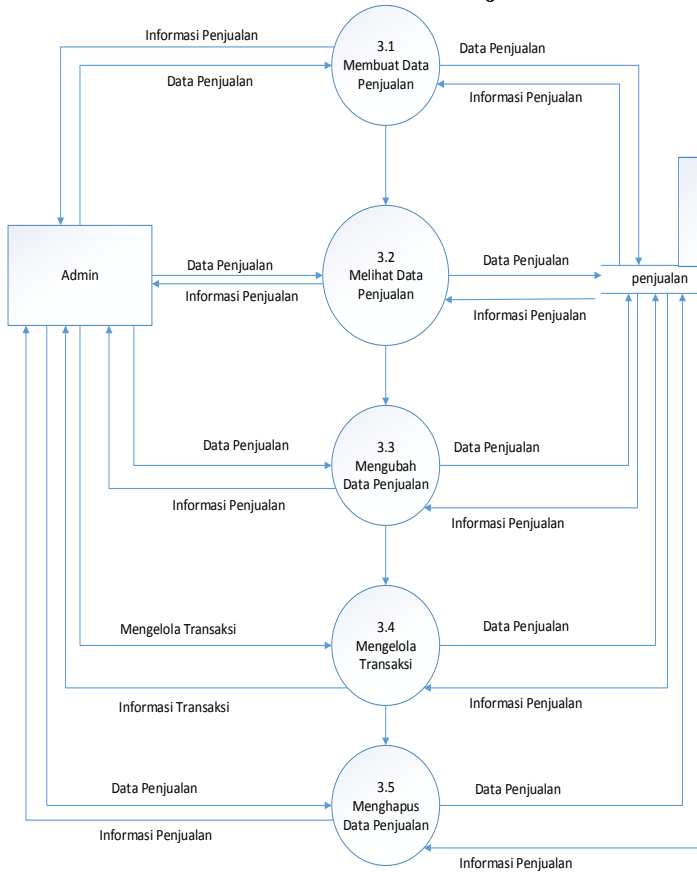 Informasi Penjualan
Data Penjualan
3.1
Membuat Data
Penjualan
Data Penjualan
Informasi Penjualan
Admin
Data Penjualan
Informasi Penjualan
3.2
Melihat Data
Penjualan
Data Penjualan
Informasi Penjualan
penjualan
Data Penjualan
Informasi Penjualan
3.3
Mengubah
Data Penjualan
Data Penjualan
Informasi Penjualan
Mengelola Transaksi
Informasi Transaksi
3.4
Mengelola
Transaksi
Data Penjualan
Informasi Penjualan
Data Penjualan
Informasi Penjualan
3.5
Menghapus
Data Penjualan
Data Penjualan
Informasi Penjualan